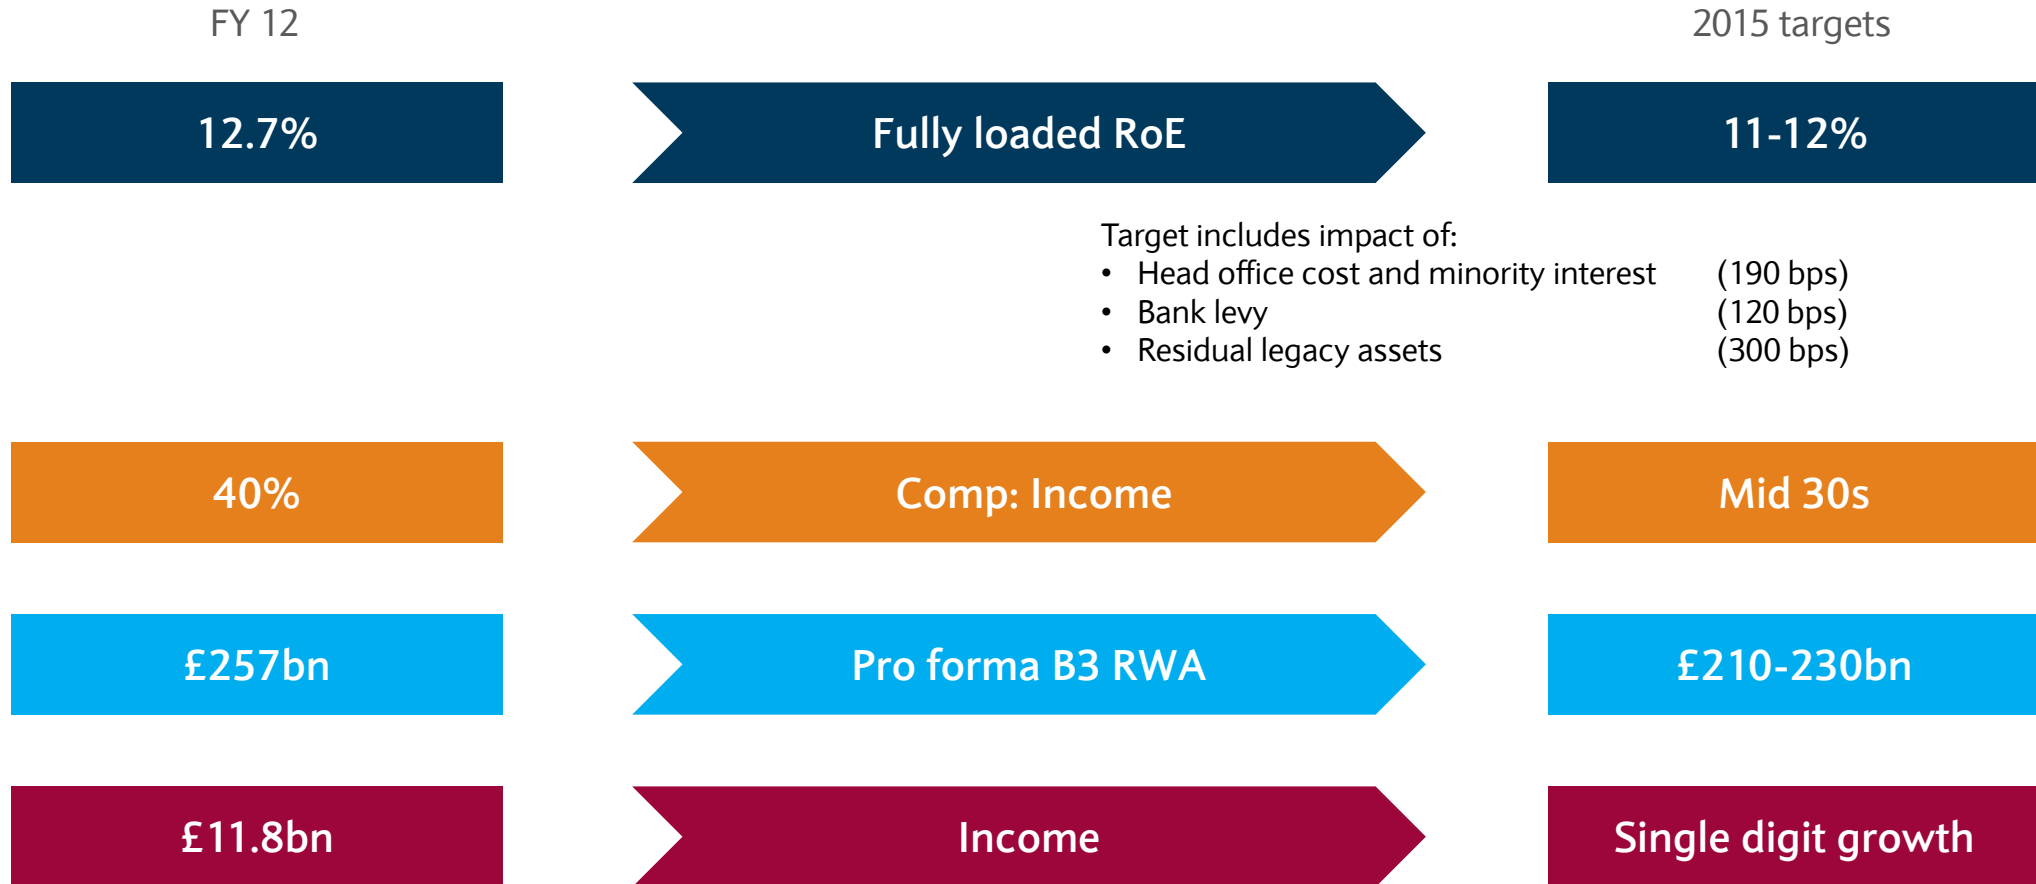 FY 12
2015 targets
12.7%
Fully loaded RoE
11-12%
Target includes impact of:
• Head office cost and minority interest (190 bps)
• Bank levy (120 bps)
• Residual legacy assets (300 bps)
40%
Comp: Income
Mid 30s
£257bn
Pro forma B3 RWA
£210-230bn
£11.8bn
Income
Single digit growth